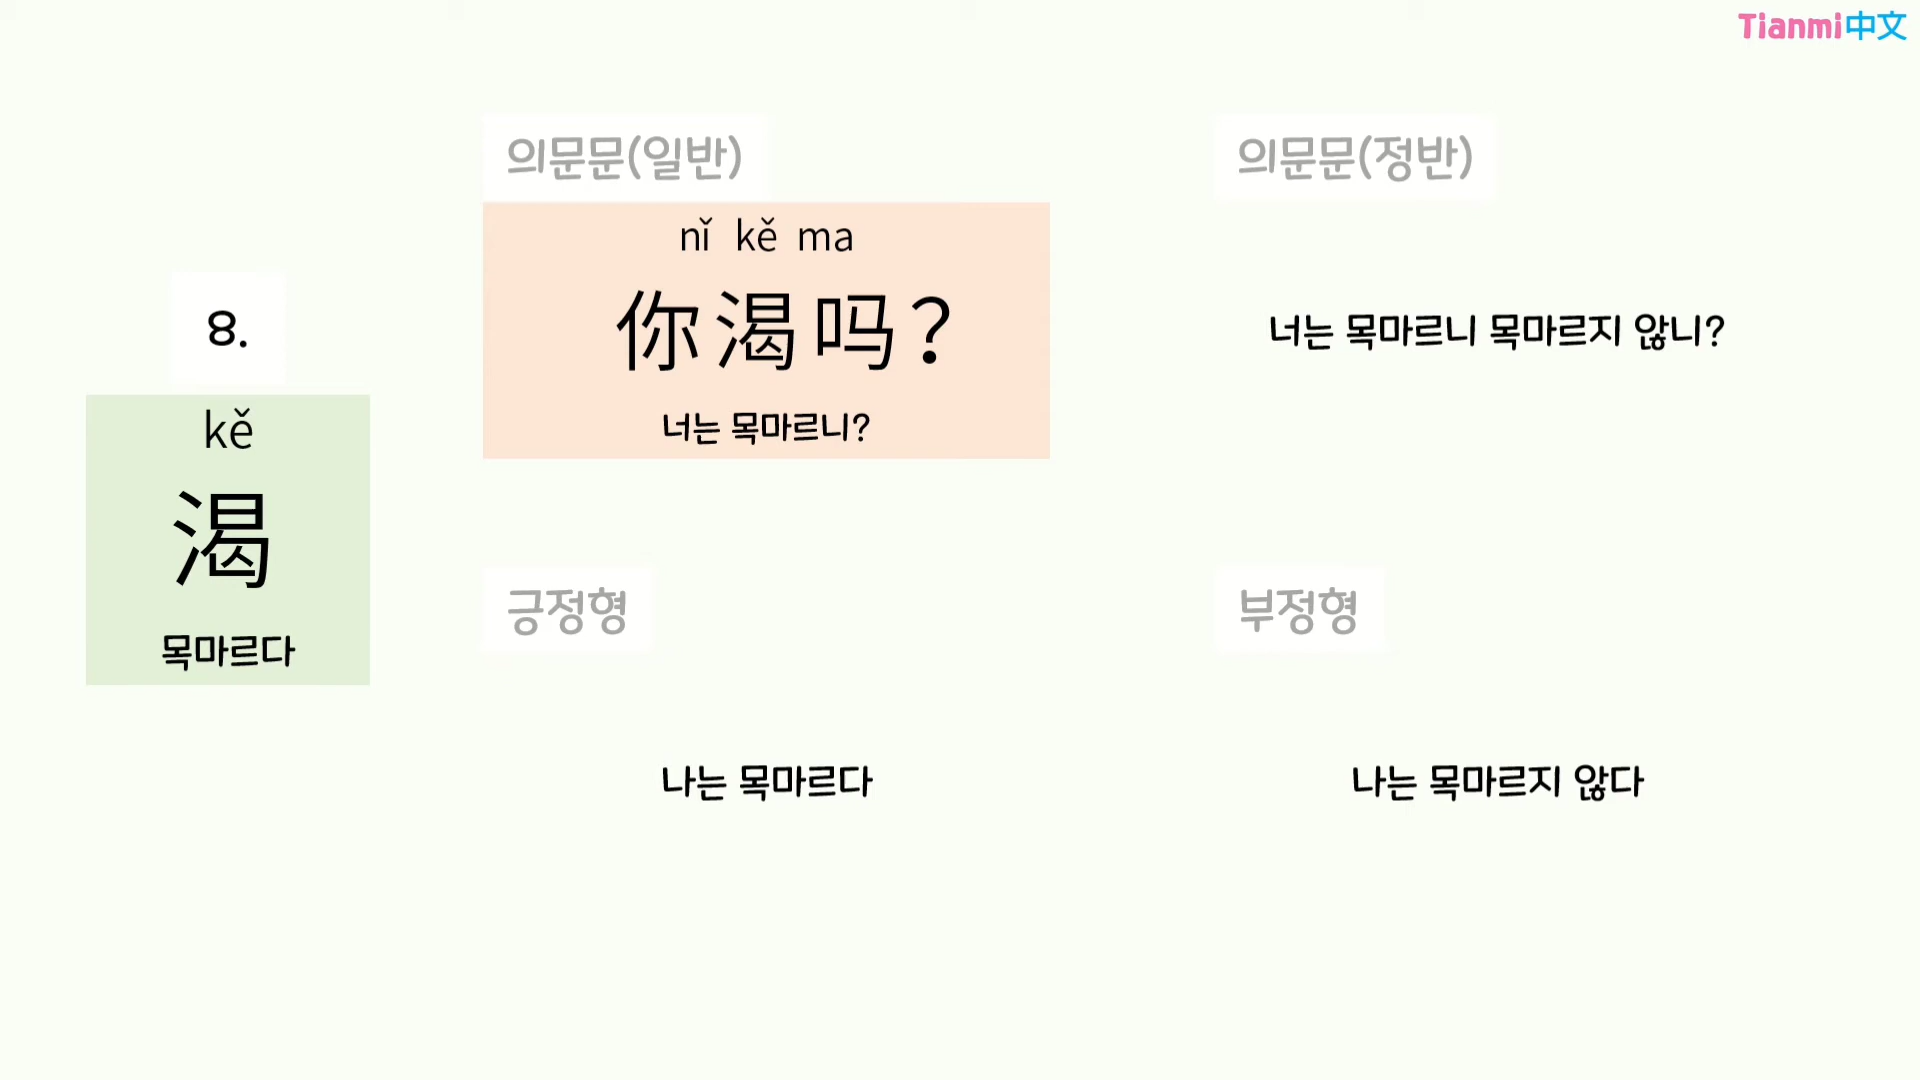 Tianmi中文
8.
kě
渴
목마르다
의문문(일반)
nǐ kě ma
你渴吗?
너는 목마르니?
의문문(정반)
너는 목마르니 목마르지 않니?
긍정형
나는 목마르다
부정형
나는 목마르지 않다